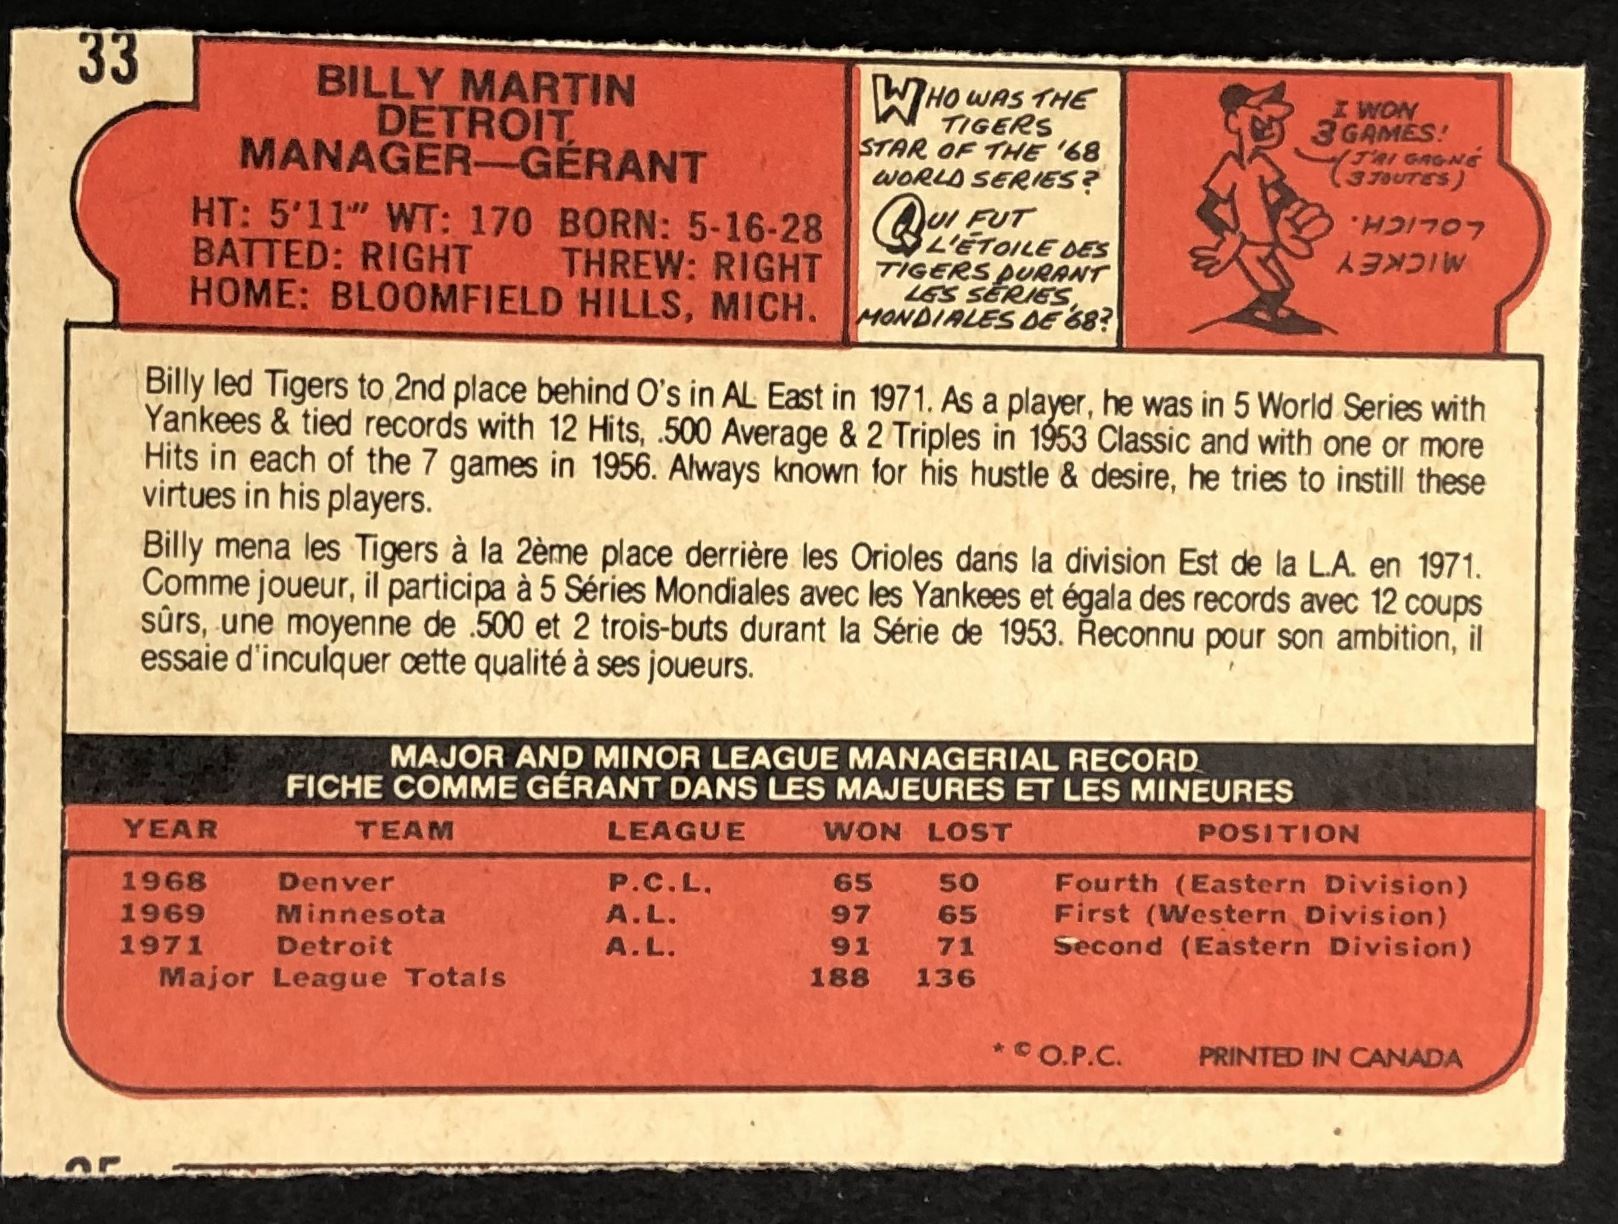 33
BILLY MARTIN
DETROIT
MANAGER—GÉRANT
HT: 5'11"' WT: 170 BORN: 5-16-28
BATTED: RIGHT THREW: RIGHT
HOME: BLOOMFIELD HILLS, MICH.
WHO WAS THE
TIGERS
STAR OF THE '68
WORLD SERIES?
QUI FUT
L'ÉTOILE DES
TIGERS DURANT
LES SÉRIES
MONDIALES DE '68?
I WON
3 GAMES!
(J'AI GAGNÉ
3 JOUTES)
MICKEY
LOLICH.
Billy led Tigers to 2nd place behind O's in AL East in 1971. As a player, he was in 5 World Series with
Yankees & tied records with 12 Hits, .500 Average & 2 Triples in 1953 Classic and with one or more
Hits in each of the 7 games in 1956. Always known for his hustle & desire, he tries to instill these
virtues in his players.
Billy mena les Tigers à la 2ème place derrière les Orioles dans la division Est de la L.A. en 1971.
Comme joueur, il participa à 5 Séries Mondiales avec les Yankees et égala des records avec 12 coups
sûrs, une moyenne de .500 et 2 trois-buts durant la Série de 1953. Reconnu pour son ambition, il
essaie d'inculquer cette qualité à ses joueurs.
MAJOR AND MINOR LEAGUE MANAGERIAL RECORD
FICHE COMME GÉRANT DANS LES MAJEURES ET LES MINEURES
YEAR TEAM LEAGUE WON LOST POSITION
1968 Denver P.C.L. 65 50 Fourth (Eastern Division)
1969 Minnesota A.L. 97 65 First (Western Division)
1971 Detroit A.L. 91 71 Second (Eastern Division)
Major League Totals 188 136
* © O.P.C. PRINTED IN CANADA